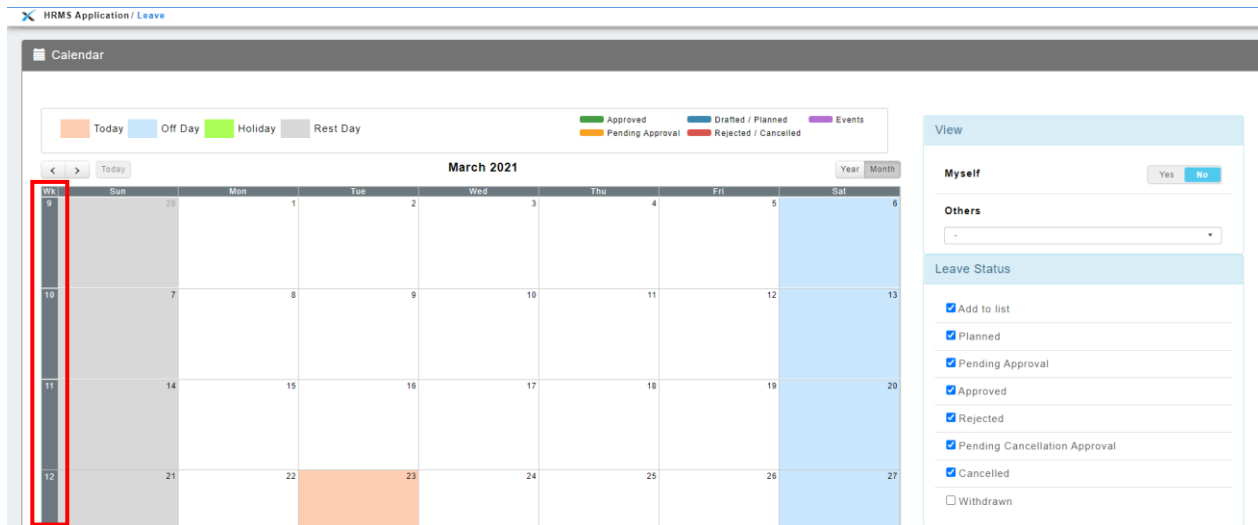 HRMS Application / Leave
Calendar
Today Off Day Holiday Rest Day
Approved Drafted / Planned Events
Pending Approval Rejected / Cancelled
Today March 2021 Year Month
Wk Sun Mon Tue Wed Thu Fri Sat
9 28 1 2 3 4 5 6
10 7 8 9 10 11 12 13
11 14 15 16 17 18 19 20
12 21 22 23 24 25 26 27
View
Myself Yes No
Others
-
Leave Status
Add to list
Planned
Pending Approval
Approved
Rejected
Pending Cancellation Approval
Cancelled
Withdrawn